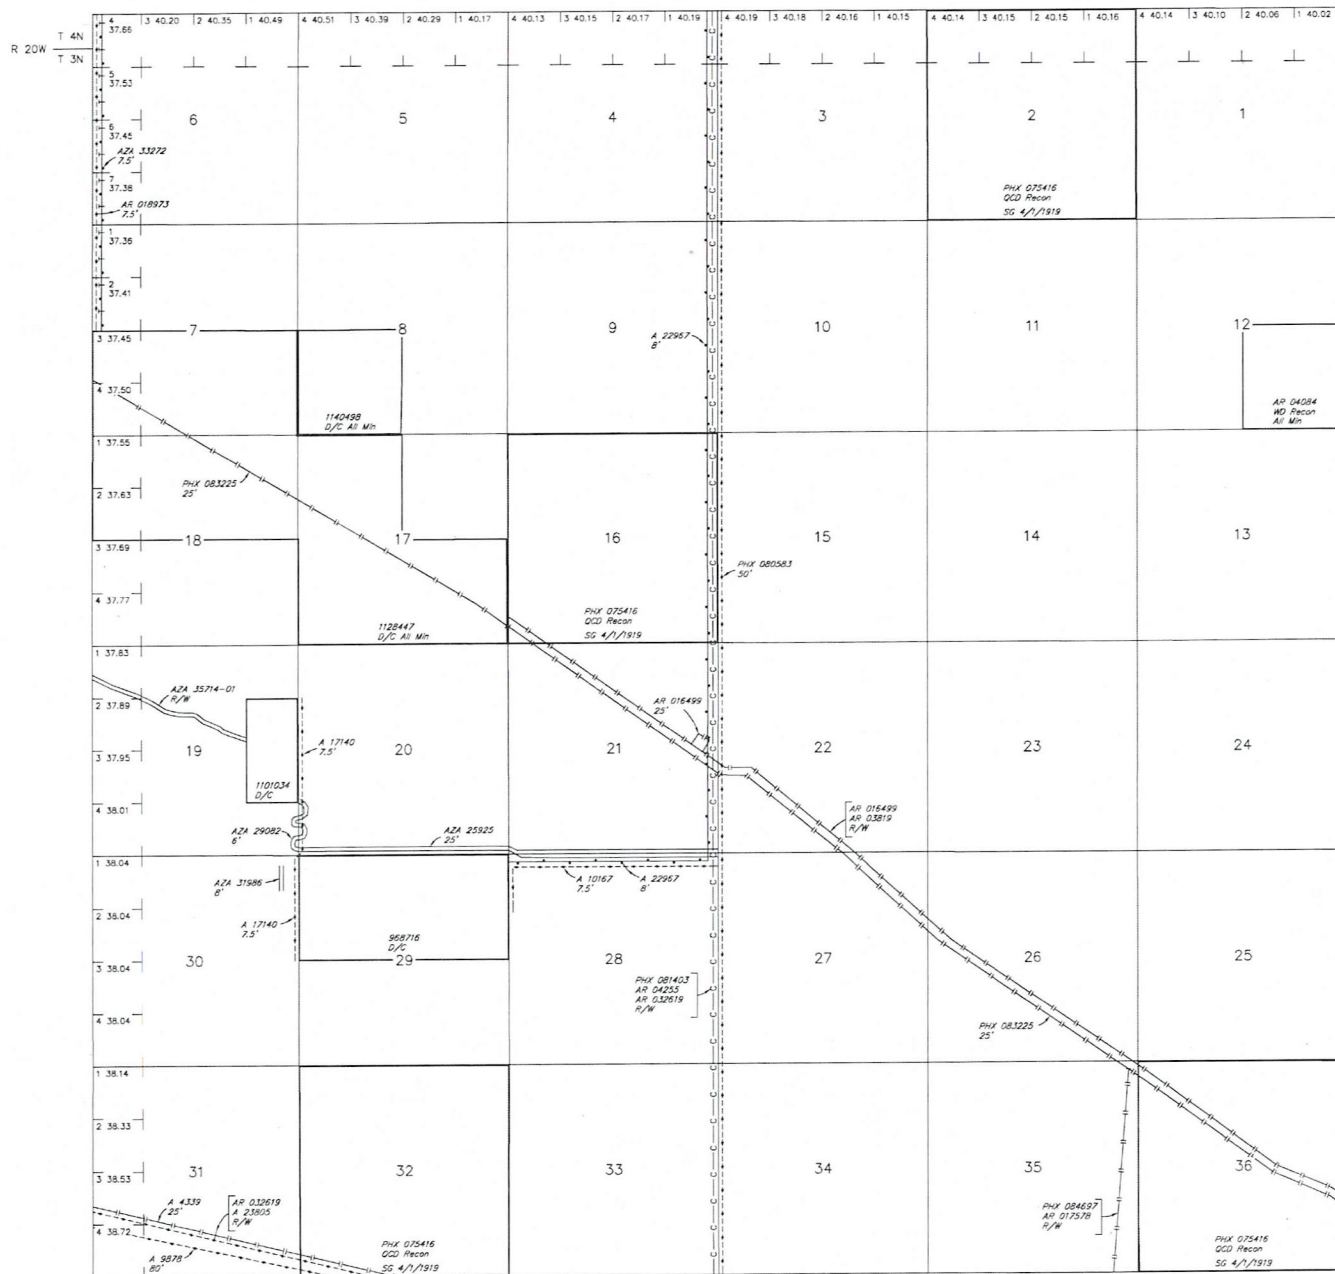 4 3 40.20 2 40.35 1 40.49 4 40.51 3 40.39 2 40.29 1 40.17 4 40.13 3 40.15 2 40.17 1 40.19 4 40.19 3 40.18 2 40.16 1 40.15 4 40.14 3 40.15 2 40.15 1 40.16 4 40.14 3 40.10 2 40.06 1 40.02
37.66
T 4N
R 20W
T 3N
5
37.53
6 5 4 3 2 1
6
37.45
AZA 33272
7.5'
7
37.38
PHX 075416
QCD Recon
SG 4/1/1919
AR 018973
7.5'
1
37.36
2
37.41
7 8 9 10 11 12
A 22967
8'
3 37.45
4 37.50
1140498
D/C All Min
AR 04084
WD Recon
All Min
1 37.55
PHX 083225
25'
2 37.63
18 17 16 15 14 13
3 37.69
PHX 080583
50'
4 37.77
PHX 075416
QCD Recon
SG 4/1/1919
1128447
D/C All Min
1 37.83
AZA 35714-01
R/W
2 37.89
AR 016499
25'
A 17140
7.5'
19 20 21 22 23 24
3 37.95
1101034
D/C
4 38.01
AR 016499
AR 03819
R/W
AZA 29082
6'
AZA 25925
25'
1 38.04
AZA 31986
8'
A 10167
7.5'
A 22967
8'
2 38.04
A 17140
7.5'
968716
D/C
30 29 28 27 26 25
3 38.04
PHX 081403
AR 04255
AR 032619
R/W
4 38.04
PHX 083225
25'
1 38.14
2 38.33
31 32 33 34 35 36
3 38.53
A 4339
25'
AR 032619
A 23805
R/W
PHX 084697
AR 017578
R/W
4 38.72
A 9878
80'
PHX 075416
QCD Recon
SG 4/1/1919
PHX 075416
QCD Recon
SG 4/1/1919